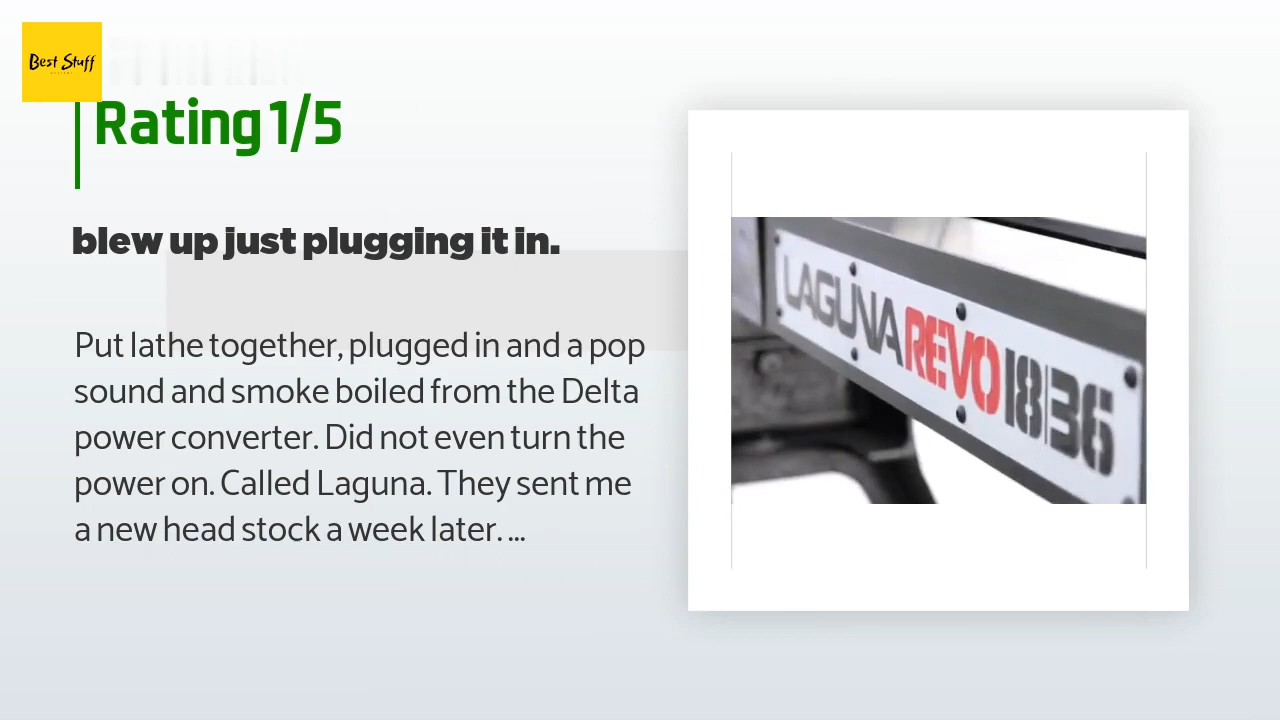 Best Stuff
Rating 1/5
blew up just plugging it in.
Put lathe together, plugged in and a pop
sound and smoke boiled from the Delta
power converter. Did not even turn the
power on. Called Laguna. They sent me
a new head stock a week later. ...
LAGUNA REVO 18|36